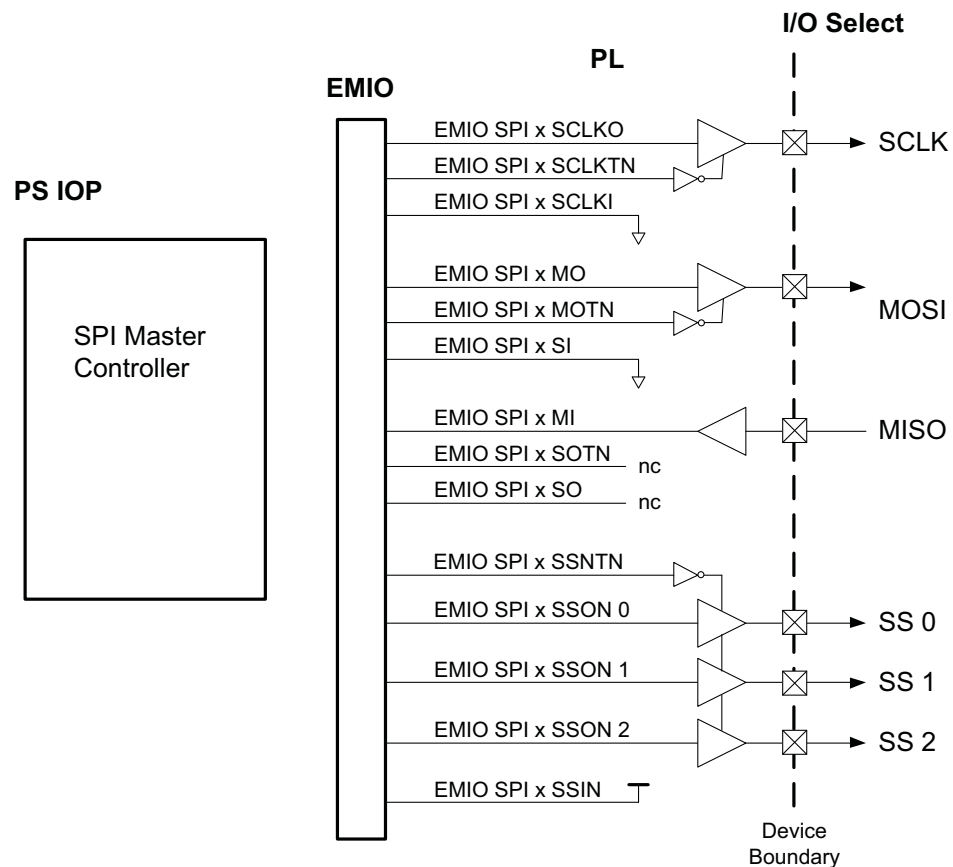 I/O Select
PL
EMIO
EMIO SPI x SCLKO
SCLK
EMIO SPI x SCLKTN
PS IOP
EMIO SPI x SCLKI
EMIO SPI x MO
MOSI
EMIO SPI x MOTN
SPI Master
Controller
EMIO SPI x SI
EMIO SPI x MI
MISO
EMIO SPI x SOTN
nc
EMIO SPI x SO
nc
EMIO SPI x SSNTN
EMIO SPI x SSON 0
SS 0
EMIO SPI x SSON 1
SS 1
EMIO SPI x SSON 2
SS 2
EMIO SPI x SSIN
Device
Boundary